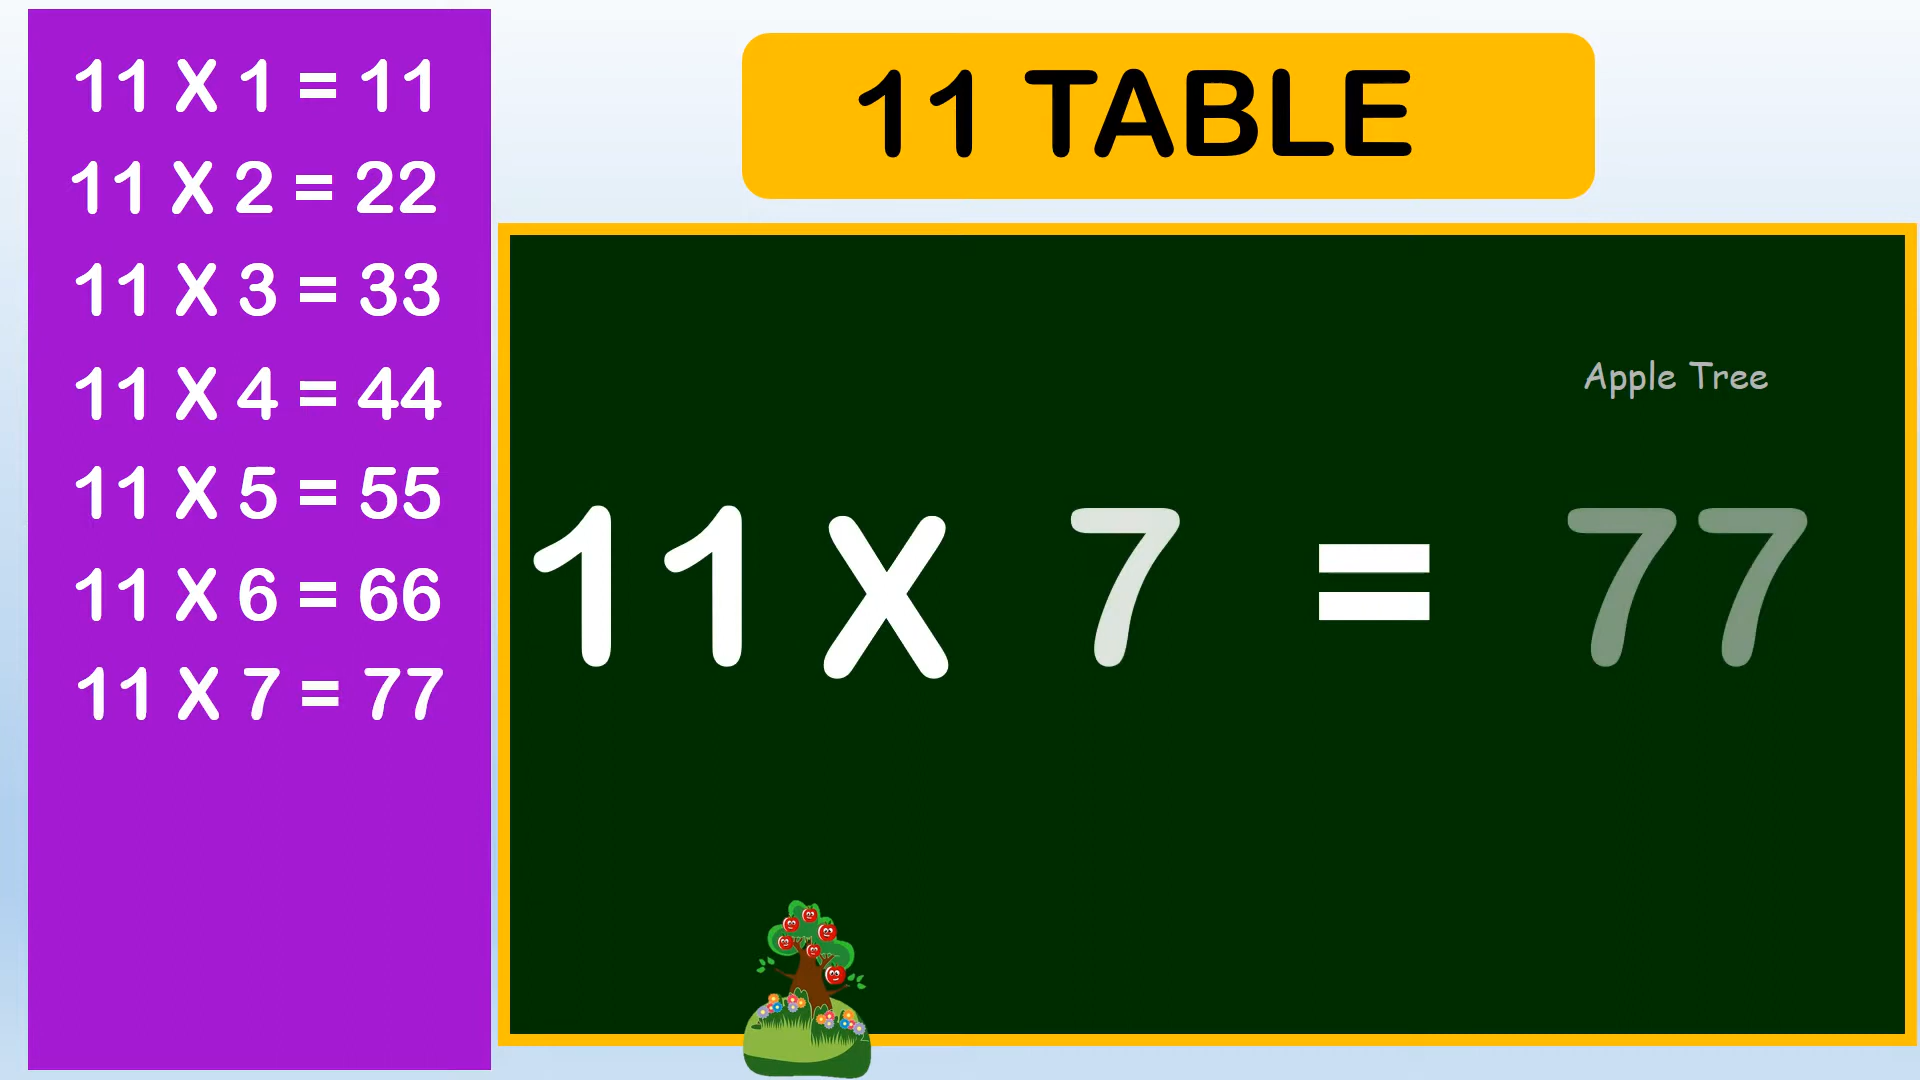 11 X 1 = 11
11 X 2 = 22
11 X 3 = 33
11 X 4 = 44
11 X 5 = 55
11 X 6 = 66
11 X 7 = 77
11 TABLE
Apple Tree
11 X 7 = 77